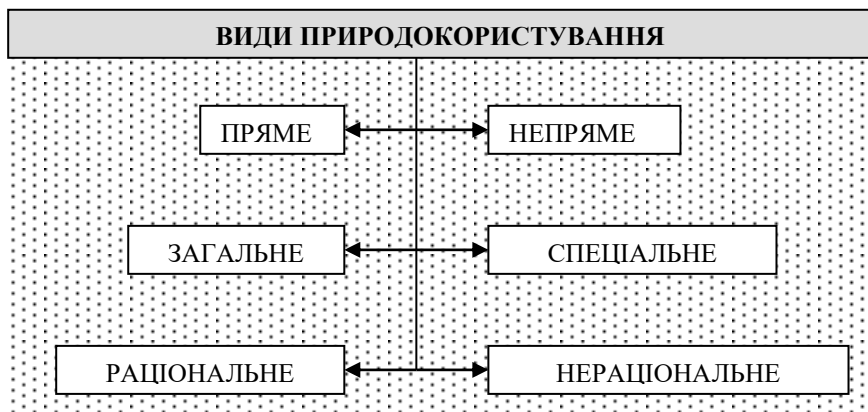 ВИДИ ПРИРОДОКОРИСТУВАННЯ
ПРЯМЕ
НЕПРЯМЕ
ЗАГАЛЬНЕ
СПЕЦІАЛЬНЕ
РАЦІОНАЛЬНЕ
НЕРАЦІОНАЛЬНЕ